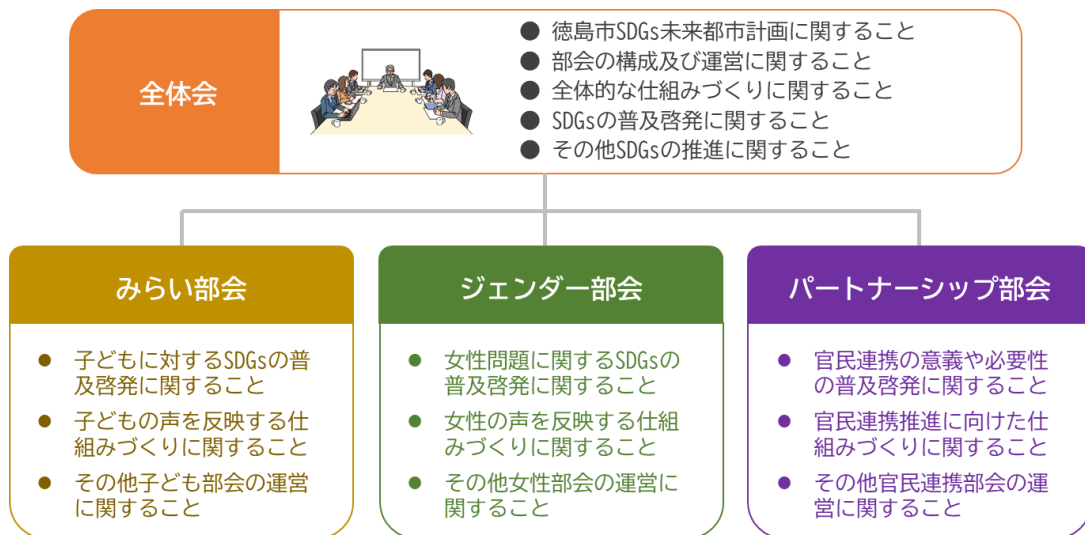 全体会
● 徳島市SDGs未来都市計画に関すること
● 部会の構成及び運営に関すること
● 全体的な仕組みづくりに関すること
● SDGsの普及啓発に関すること
● その他SDGsの推進に関すること
みらい部会
● 子どもに対するSDGsの普
及啓発に関すること
● 子どもの声を反映する仕
組みづくりに関すること
● その他子ども部会の運営
に関すること
ジェンダー部会
● 女性問題に関するSDGsの
普及啓発に関すること
● 女性の声を反映する仕組
みづくりに関すること
● その他女性部会の運営に
関すること
パートナーシップ部会
● 官民連携の意義や必要性
の普及啓発に関すること
● 官民連携推進に向けた仕
組みづくりに関すること
● その他官民連携部会の運
営に関すること